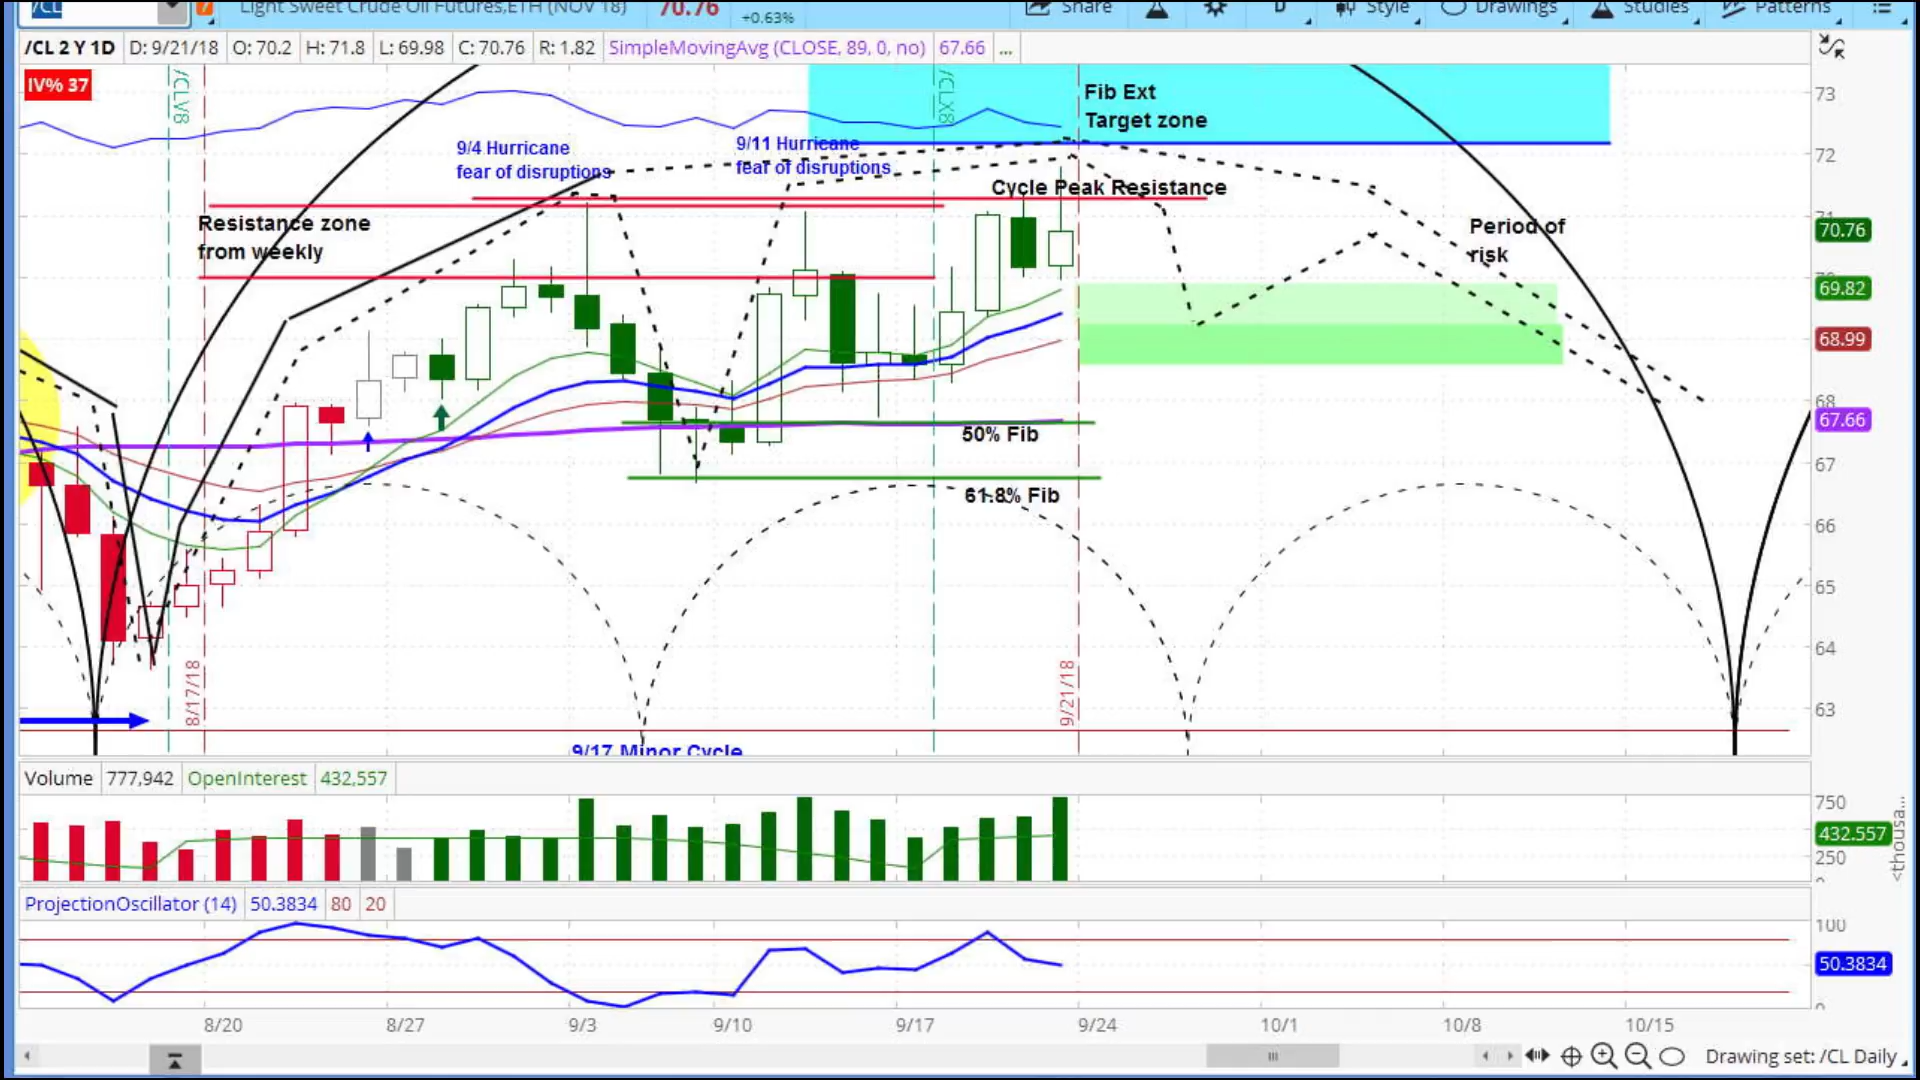 /CL
Light Sweet Crude Oil Futures,ETH (NOV 18)
70.76
+0.63%
Share
D
Style
Drawings
Studies
Patterns
/CL 2 Y 1D
D: 9/21/18
O: 70.2
H: 71.8
L: 69.98
C: 70.76
R: 1.82
SimpleMovingAvg (CLOSE, 89, 0, no)
67.66
...
IV% 37
/CLV8
/CLX8
Fib Ext
Target zone
9/4 Hurricane
fear of disruptions
9/11 Hurricane
fear of disruptions
Cycle Peak Resistance
Resistance zone
from weekly
Period of
risk
50% Fib
61.8% Fib
8/17/18
9/21/18
9/17 Minor Cycle
73
72
71
70.76
70
69.82
68.99
68
67.66
67
66
65
64
63
Volume
777,942
OpenInterest
432,557
750
432.557
250
0
<thousa...
ProjectionOscillator (14)
50.3834
80
20
100
50.3834
0
8/20
8/27
9/3
9/10
9/17
9/24
10/1
10/8
10/15
Drawing set: /CL Daily